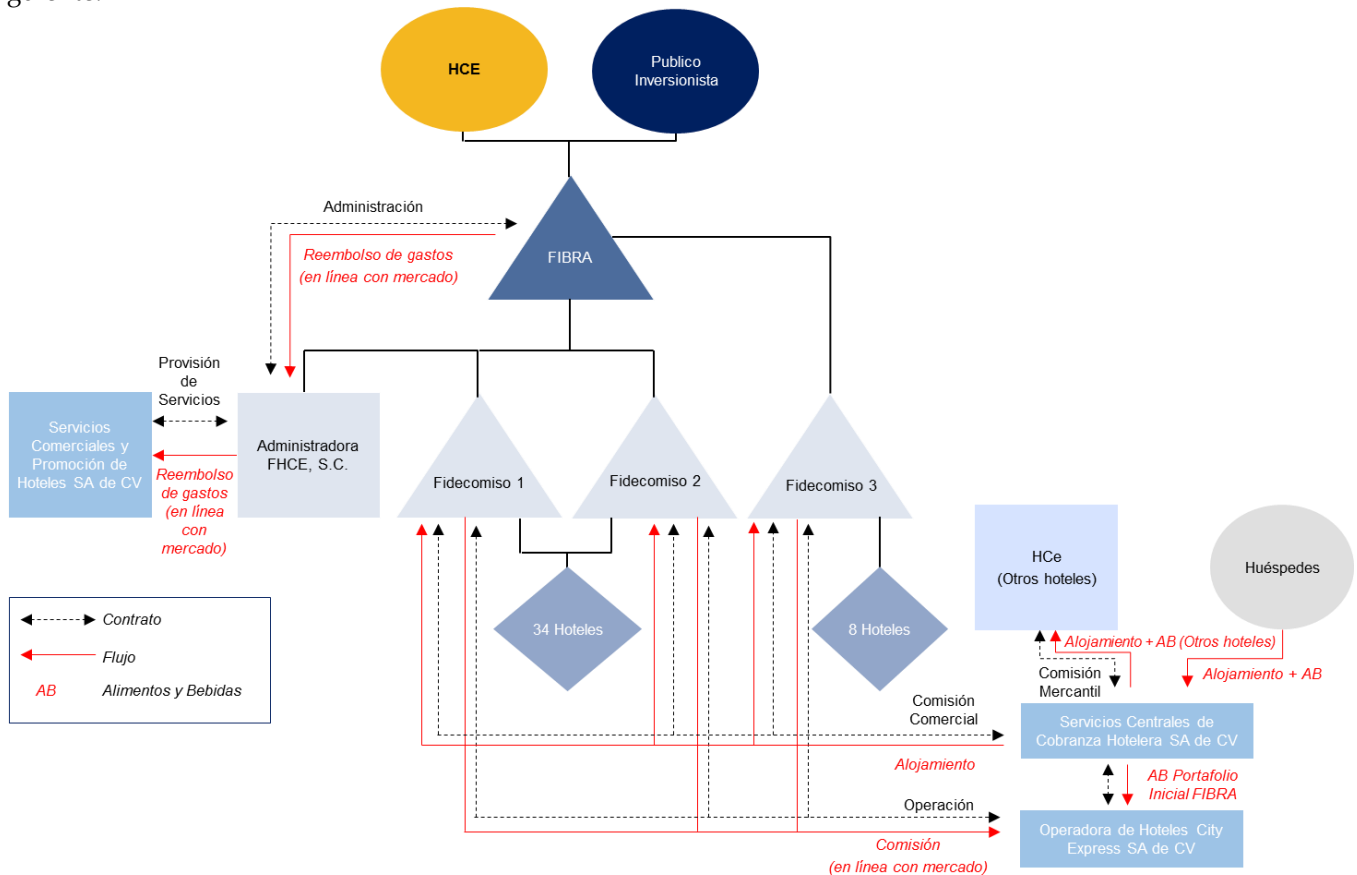 gerente.
HCE
Publico
Inversionista
Administración
Reembolso de gastos
(en línea con mercado)
FIBRA
Provisión
de
Servicios
Servicios
Comerciales y
Promoción de
Hoteles SA de CV
Administradora
FHCE, S.C.
Reembolso
de gastos
(en línea
con
mercado)
Fidecomiso 1
Fidecomiso 2
Fidecomiso 3
HCe
(Otros hoteles)
Huéspedes
34 Hoteles
8 Hoteles
Contrato
Flujo
AB Alimentos y Bebidas
Alojamiento + AB (Otros hoteles)
Comisión
Mercantil
Alojamiento + AB
Comisión
Comercial
Servicios Centrales de
Cobranza Hotelera SA de CV
Alojamiento
AB Portafolio
Inicial FIBRA
Operación
Operadora de Hoteles City
Express SA de CV
Comisión
(en línea con mercado)